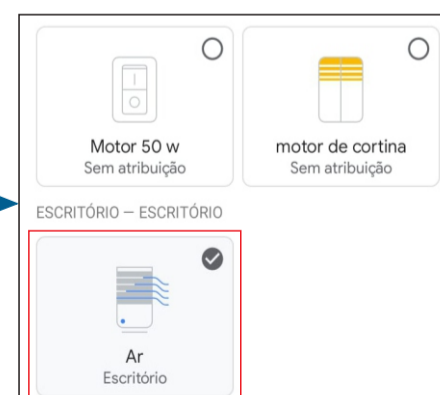 Motor 50 w
Sem atribuição
motor de cortina
Sem atribuição
ESCRITÓRIO – ESCRITÓRIO
Ar
Escritório